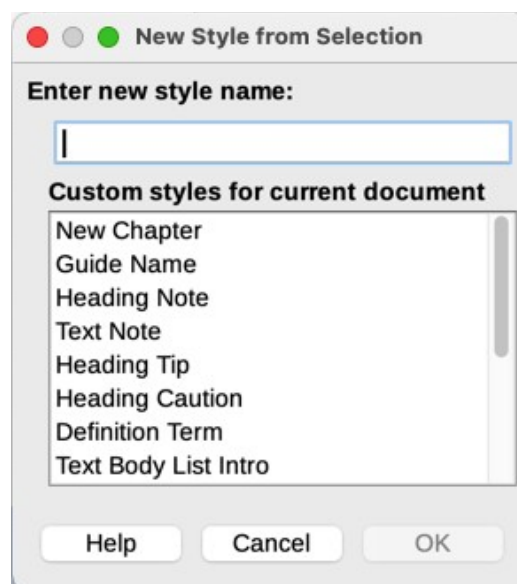 New Style from Selection
Enter new style name:
Custom styles for current document
New Chapter
Guide Name
Heading Note
Text Note
Heading Tip
Heading Caution
Definition Term
Text Body List Intro
Help Cancel OK